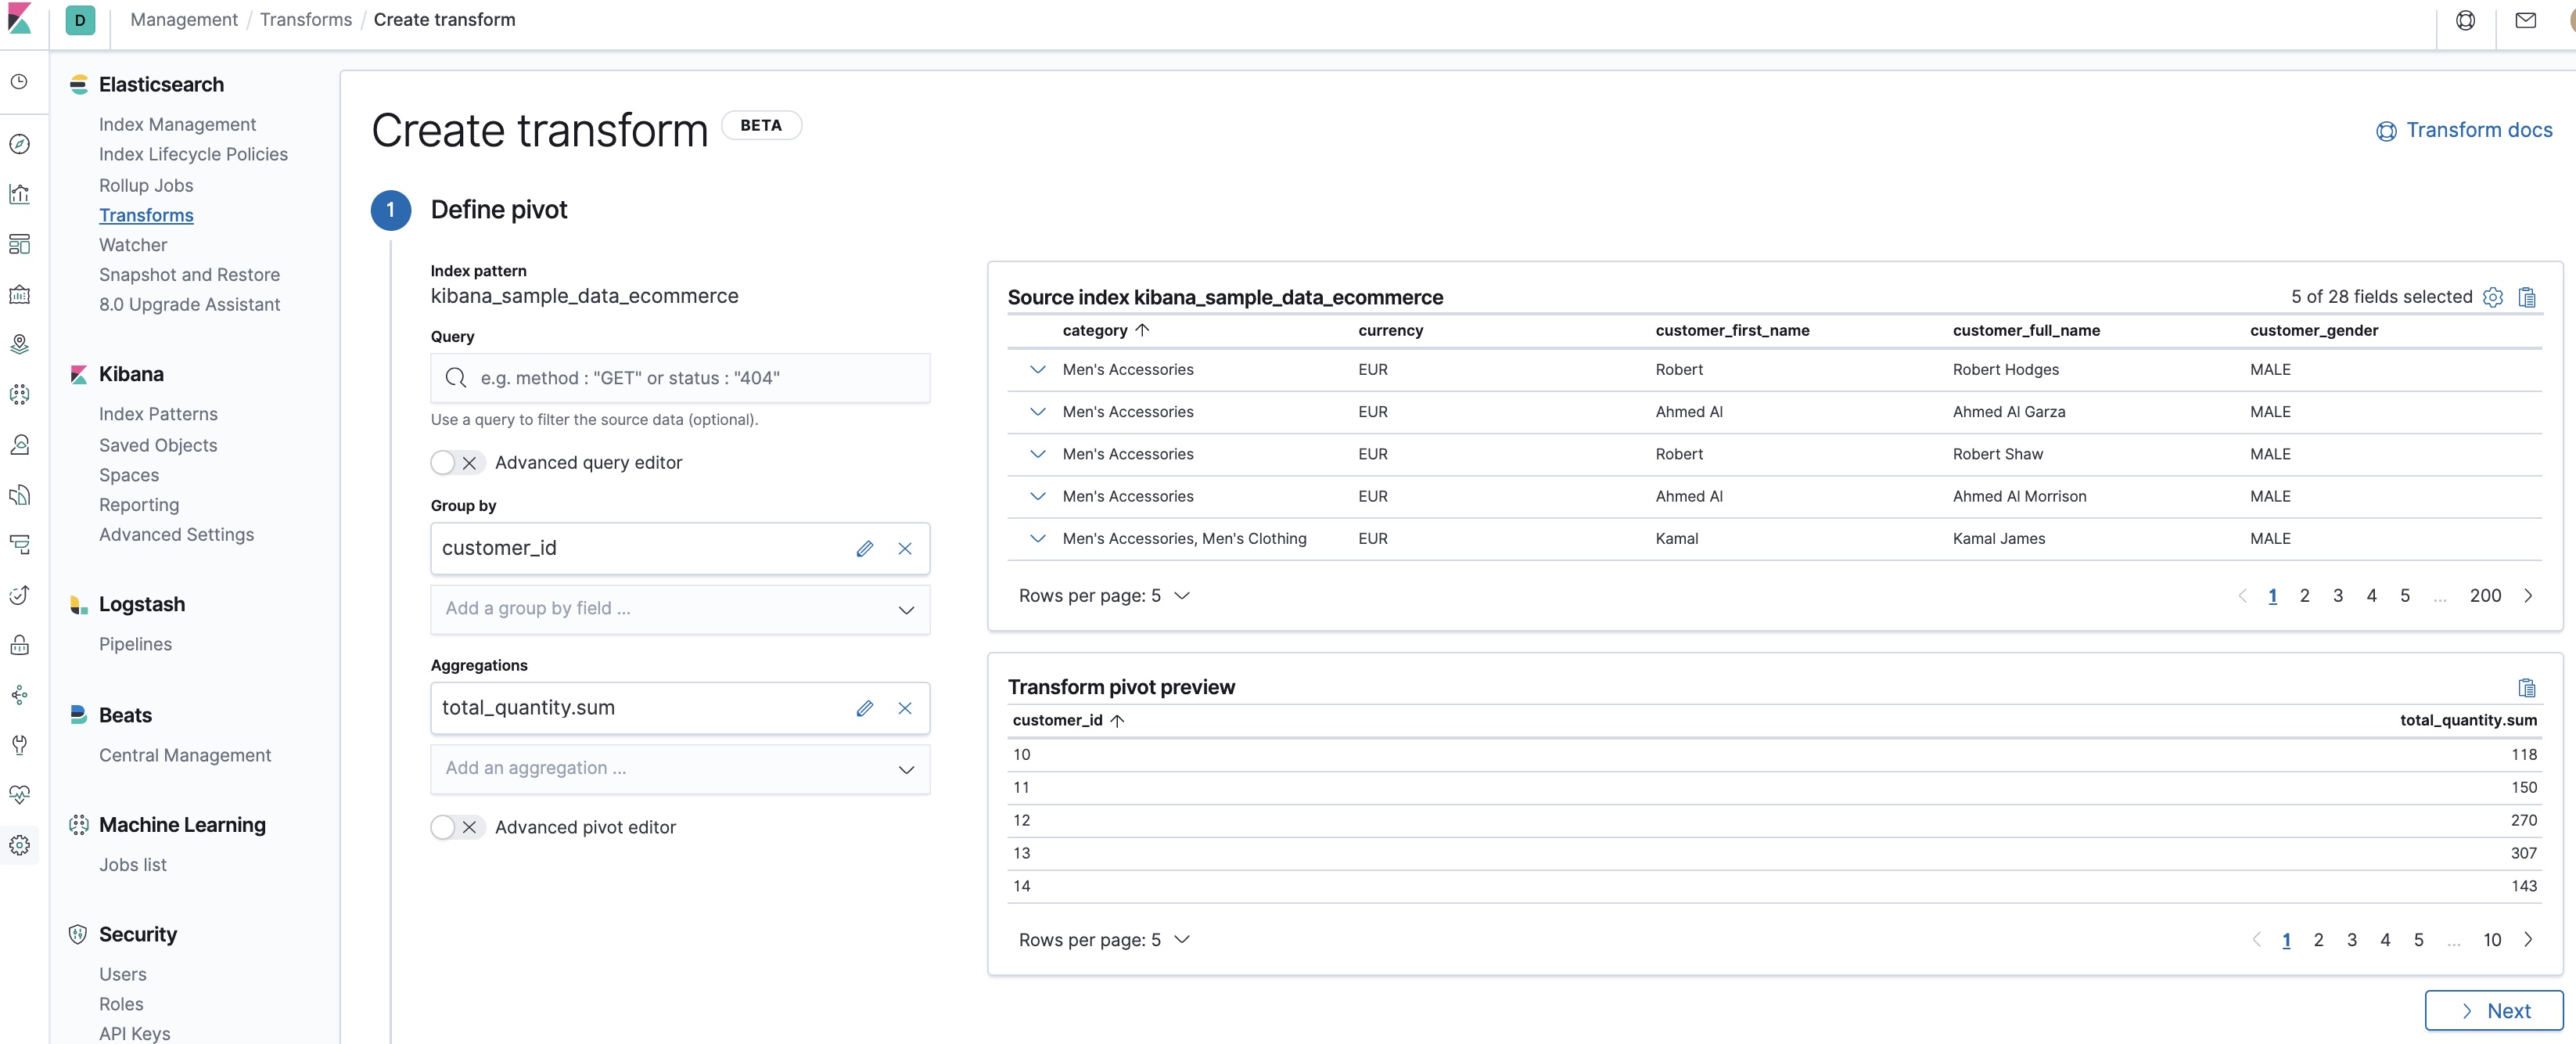 D Management / Transforms / Create transform
Elasticsearch
Index Management
Index Lifecycle Policies
Rollup Jobs
Transforms
Watcher
Snapshot and Restore
8.0 Upgrade Assistant
Kibana
Index Patterns
Saved Objects
Spaces
Reporting
Advanced Settings
Logstash
Pipelines
Beats
Central Management
Machine Learning
Jobs list
Security
Users
Roles
API Keys
Create transform BETA
Transform docs
1 Define pivot
Index pattern
kibana_sample_data_ecommerce
Query
e.g. method : "GET" or status : "404"
Use a query to filter the source data (optional).
Advanced query editor
Group by
customer_id
Add a group by field ...
Aggregations
total_quantity.sum
Add an aggregation ...
Advanced pivot editor
Source index kibana_sample_data_ecommerce 5 of 28 fields selected
category currency customer_first_name customer_full_name customer_gender
Men's Accessories EUR Robert Robert Hodges MALE
Men's Accessories EUR Ahmed Al Ahmed Al Garza MALE
Men's Accessories EUR Robert Robert Shaw MALE
Men's Accessories EUR Ahmed Al Ahmed Al Morrison MALE
Men's Accessories, Men's Clothing EUR Kamal Kamal James MALE
Rows per page: 5 1 2 3 4 5 ... 200
Transform pivot preview
customer_id total_quantity.sum
10 118
11 150
12 270
13 307
14 143
Rows per page: 5 1 2 3 4 5 ... 10
Next